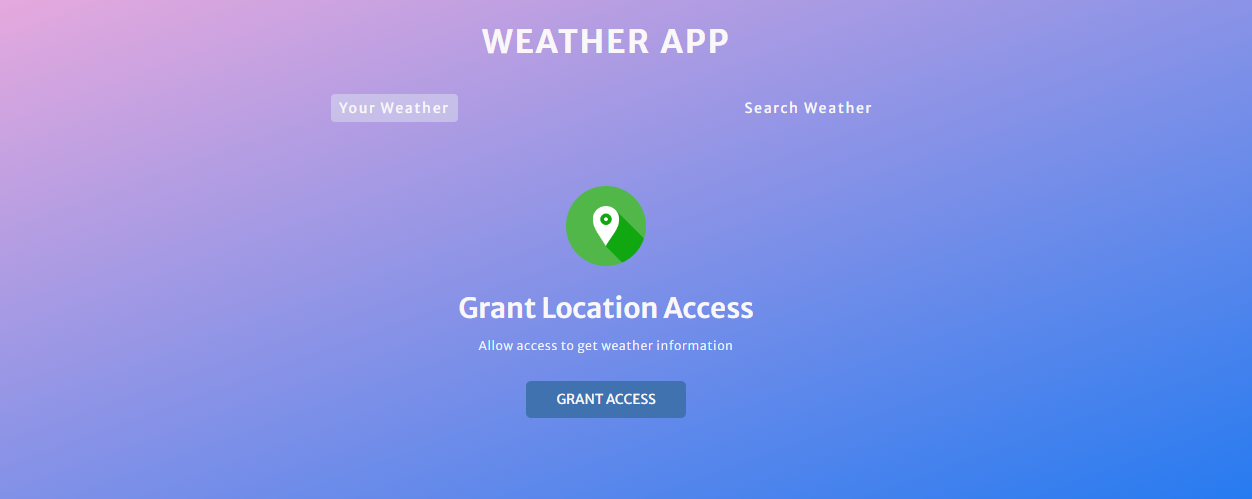 WEATHER APP
Your Weather
Search Weather
Grant Location Access
Allow access to get weather information
GRANT ACCESS